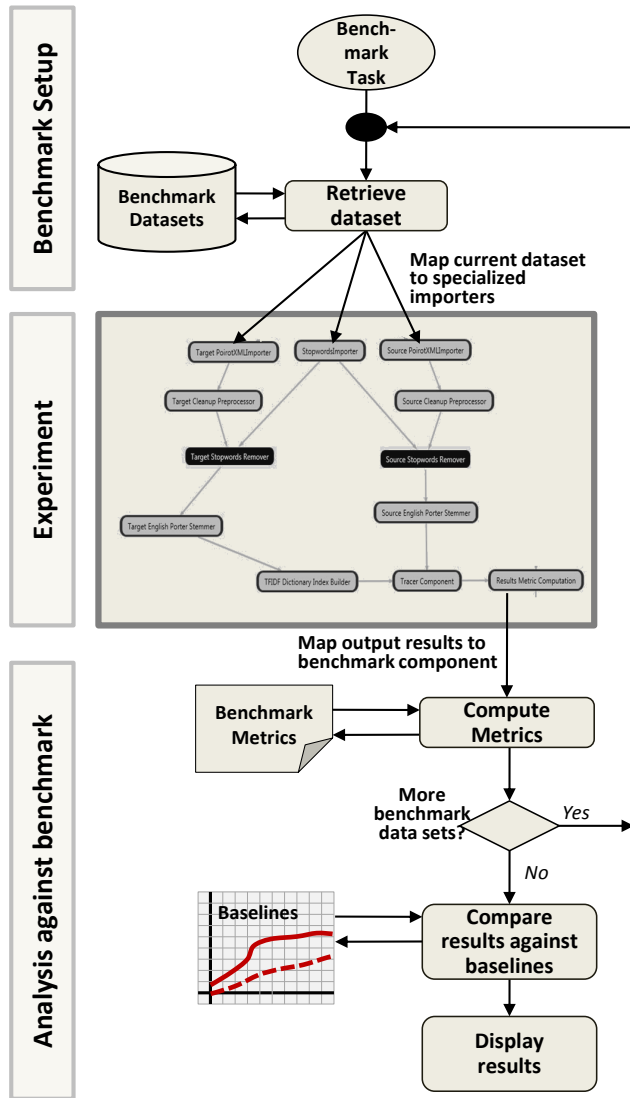 Benchmark Setup
Bench-
mark
Task
Benchmark
Datasets
Retrieve
dataset
Map current dataset
to specialized
importers
Experiment
Target PoirotXMLImporter
StopwordsImporter
Source PoirotXMLImporter
Target Cleanup Preprocessor
Source Cleanup Preprocessor
Target Stopwords Remover
Source Stopwords Remover
Target English Porter Stemmer
Source English Porter Stemmer
TFIDF Dictionary Index Builder
Tracer Component
Results Metric Computation
Map output results to
benchmark component
Analysis against benchmark
Benchmark
Metrics
Compute
Metrics
More
benchmark
data sets?
Yes
No
Baselines
Compare
results against
baselines
Display
results